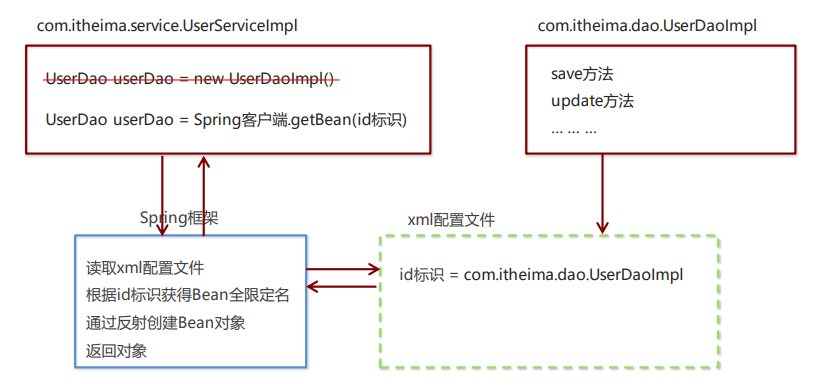 com.itheima.service.UserServiceImpl
UserDao userDao = new UserDaoImpl()
UserDao userDao = Spring客户端.getBean(id标识)
com.itheima.dao.UserDaoImpl
save方法
update方法
... ... ...
Spring框架
读取xml配置文件
根据id标识获得Bean全限定名
通过反射创建Bean对象
返回对象
xml配置文件
id标识 = com.itheima.dao.UserDaoImpl